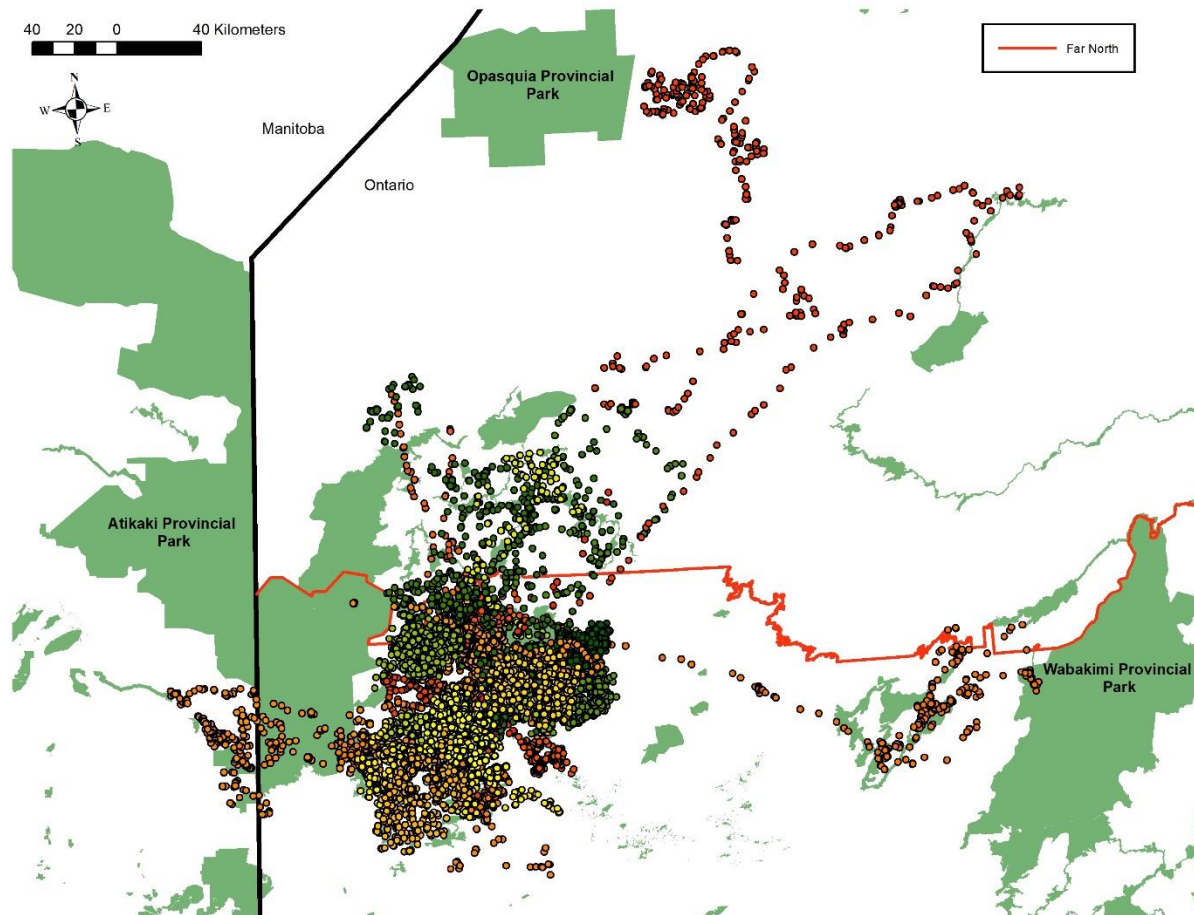 40 20 0 40 Kilometers
N
W E
S
Manitoba
Ontario
Opasquia Provincial
Park
Far North
Atikaki Provincial
Park
Wabakimi Provincial
Park